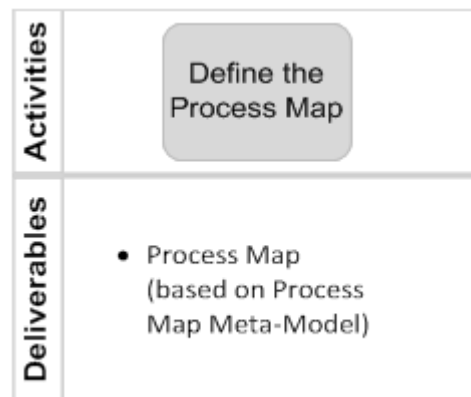 Activities
Define the
Process Map
Deliverables
• Process Map
(based on Process
Map Meta-Model)